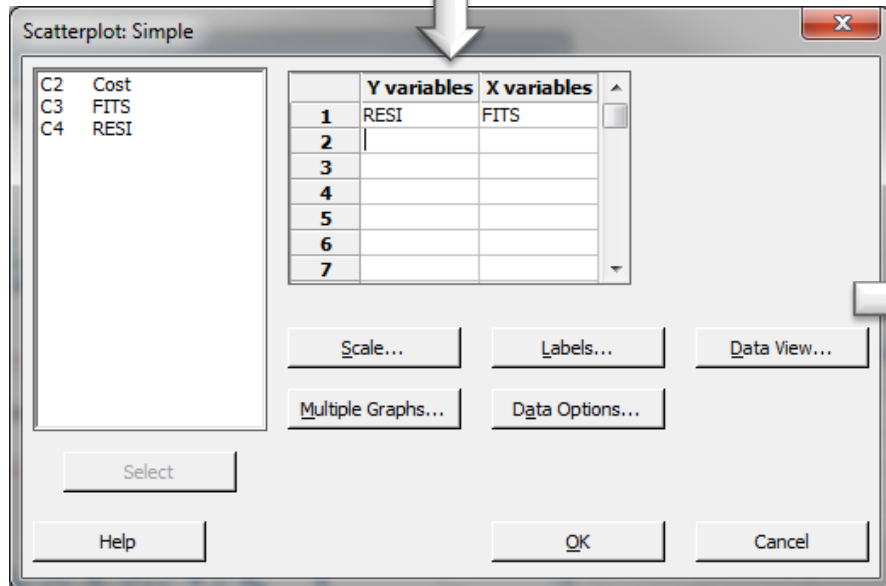 Scatterplot: Simple
C2 Cost
C3 FITS
C4 RESI
Y variables X variables
1 RESI FITS
2
3
4
5
6
7
Scale... Labels... Data View...
Multiple Graphs... Data Options...
Select
Help OK Cancel